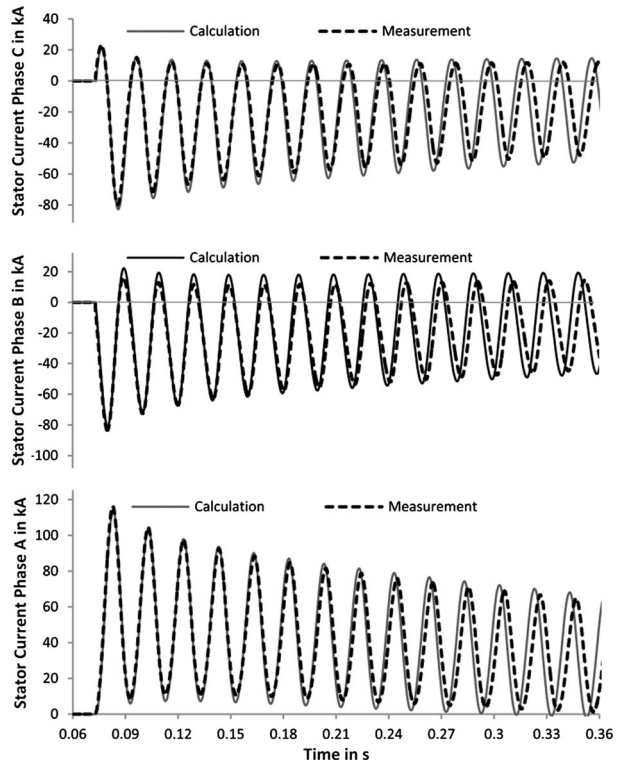 Stator Current Phase C in kA
Calculation Measurement
40
20
0
-20
-40
-60
-80
Stator Current Phase B in kA
Calculation Measurement
20
0
-20
-40
-60
-80
-100
Stator Current Phase A in kA
Calculation Measurement
120
100
80
60
40
20
0
0.06 0.09 0.12 0.15 0.18 0.21 0.24 0.27 0.3 0.33 0.36
Time in s